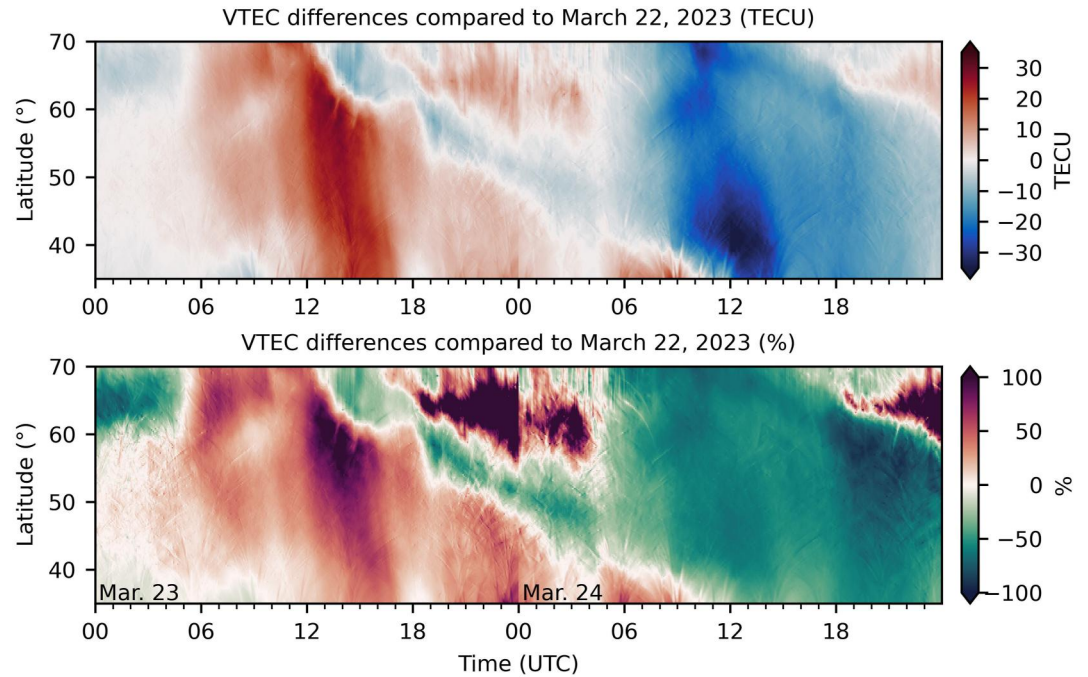 VTEC differences compared to March 22, 2023 (TECU)
70
60
50
40
Latitude (°)
00 06 12 18 00 06 12 18
30
20
10
0
−10
−20
−30
TECU
VTEC differences compared to March 22, 2023 (%)
70
60
50
40
Latitude (°)
Mar. 23 Mar. 24
00 06 12 18 00 06 12 18
Time (UTC)
100
50
0
−50
−100
%